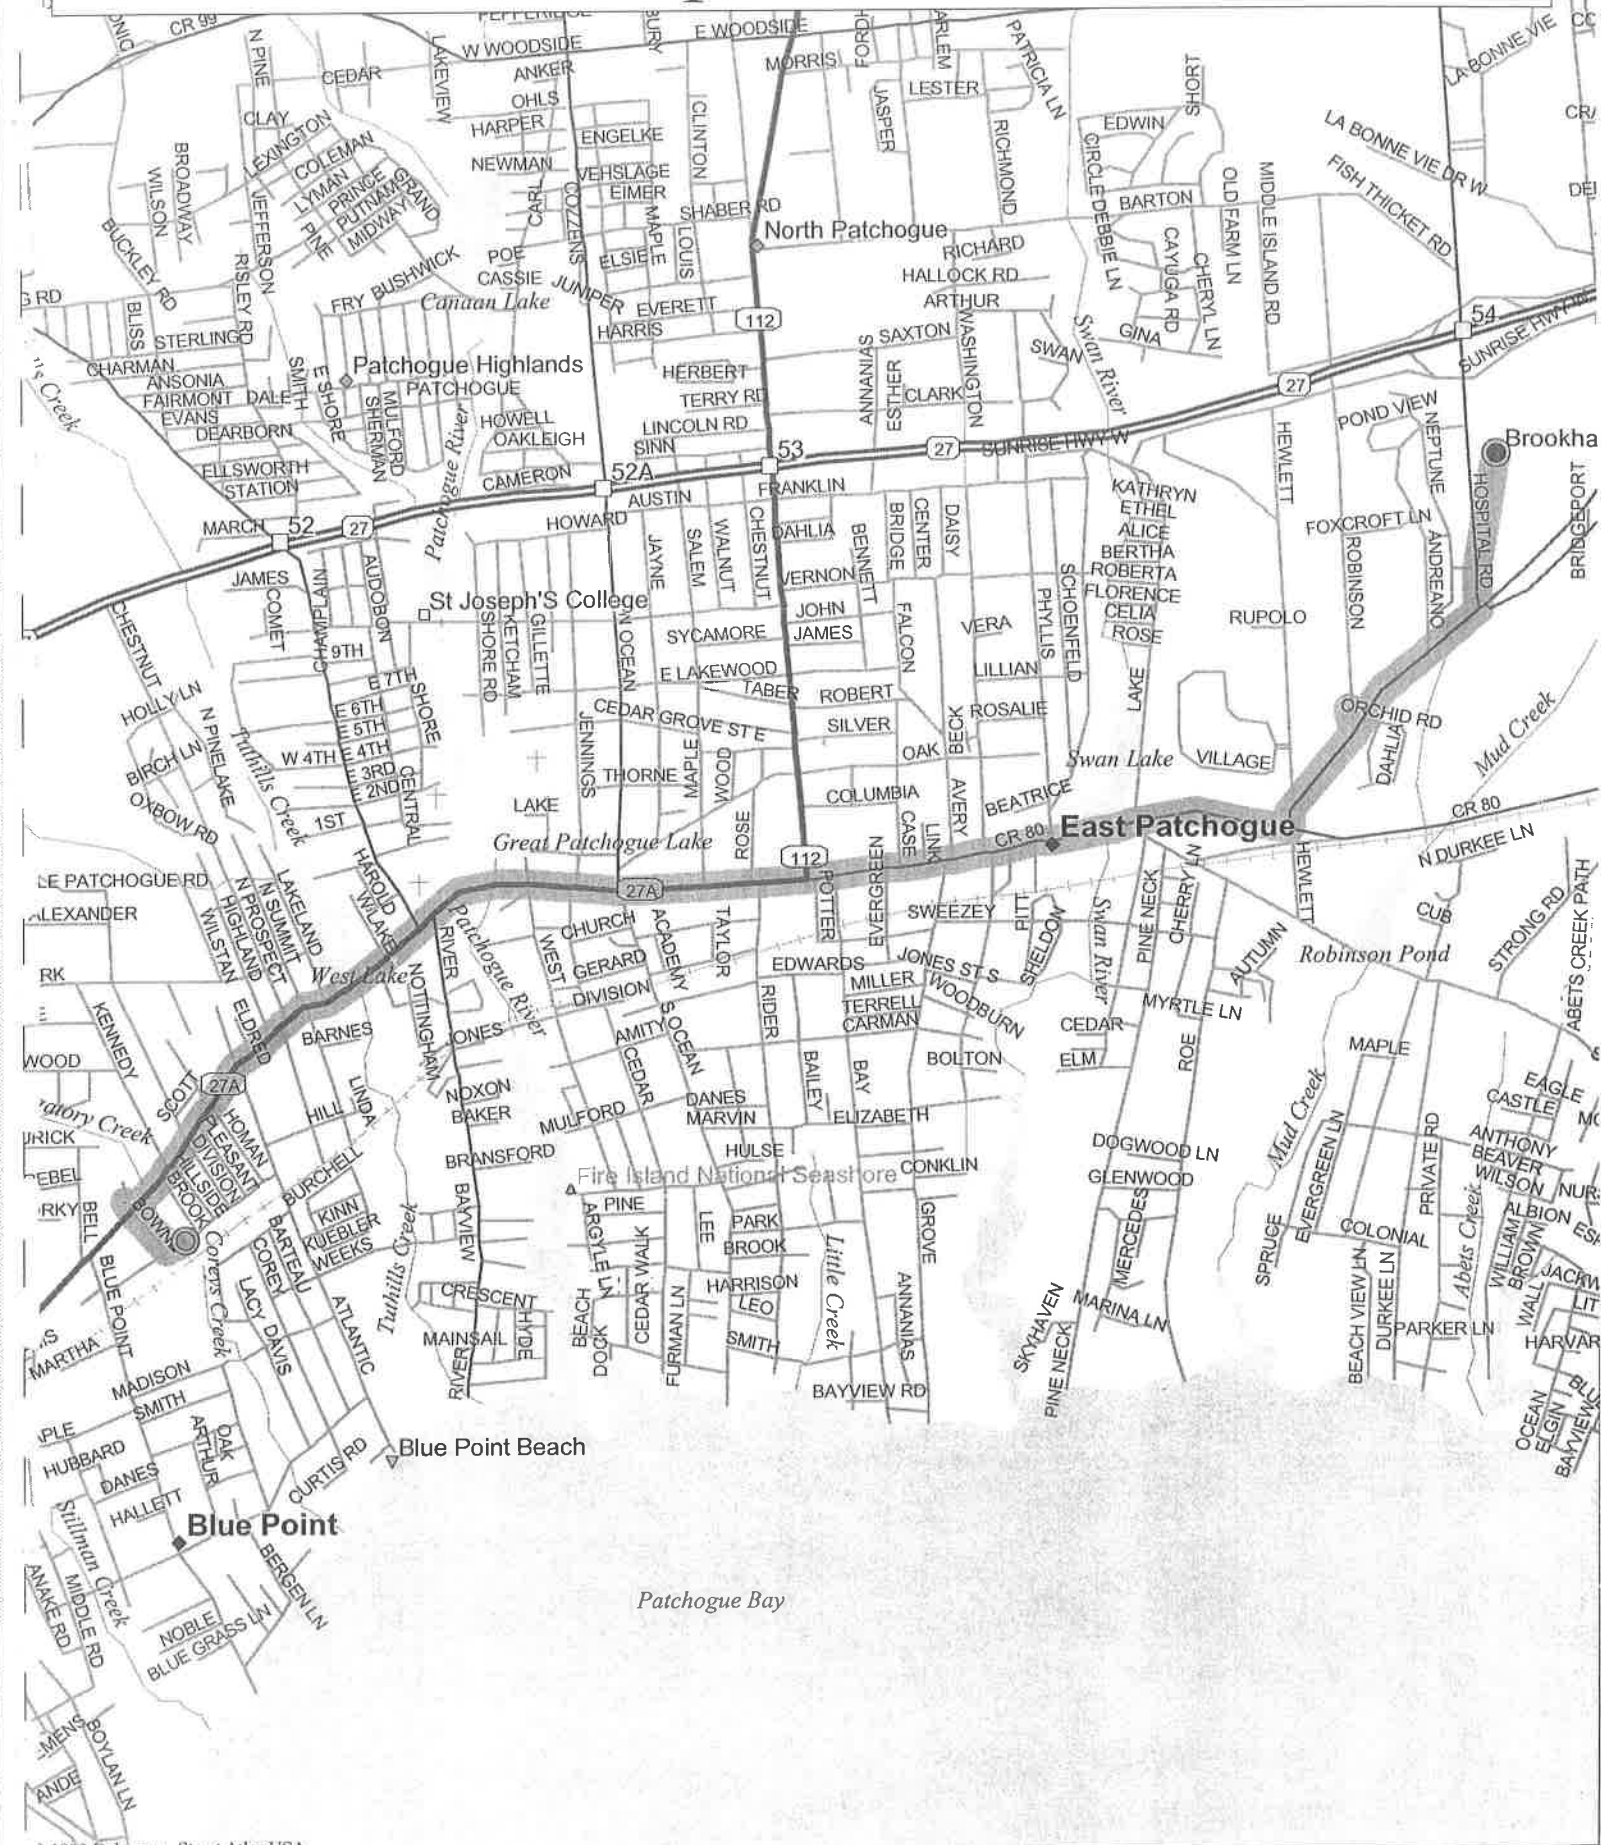 CR 99
W WOODSIDE
E WOODSIDE
N PINE
CEDAR
LAKEVIEW
ANKER
MORRIS
PATRICIA LN
SHORT
LA BONNE VIE
OHLS
LESTER
JASPER
HARPER
ENGELKE
CLINTON
EDWIN
CLAY
LEXINGTON
COLEMAN
RICHMOND
LA BONNE VIE DR W
BROADWAY
WILSON
LYMAN
PRINCE
GRAND
PUTNAM
MIDWAY
PINE
JEFFERSON
NEWMAN
VEHSLAGE
EIMER
CARL
COZZENS
MAPLE
LOUIS
SHABER RD
CIRCLE
DEBBIE LN
BARTON
OLD FARM LN
MIDDLE ISLAND RD
FISH THICKET RD
BUCKLEY RD
RISLEY RD
FRY
BUSHWICK
POE
CASSIE
JUNIPER
ELSIE
North Patchogue
RICHARD
HALLOCK RD
CAYUGA RD
CHERYL LN
Canaan Lake
EVERETT
HARRIS
112
ARTHUR
WASHINGTON
SAXTON
GINA
SWAN
Swan River
54
SUNRISE HWY
BLISS
STERLING
CHARMAN
ANSONIA
FAIRMONT
DALE
SMITH
E SHORE
Patchogue Highlands
PATCHOGUE
HERBERT
TERRY RD
ANNANIAS
ESTHER
CLARK
27
EVANS
DEARBORN
SHERMAN
MULFORD
Patchogue River
HOWELL
OAKLEIGH
LINCOLN RD
SINN
53
27
SUNRISE HWY W
HEWLETT
POND VIEW
NEPTUNE
Brookha
ELLSWORTH
STATION
CAMERON
52A
AUSTIN
FRANKLIN
KATHRYN
ETHEL
ALICE
BERTHA
ROBERTA
FLORENCE
CELIA
ROSE
HOSPITAL RD
BRIDGEPORT
MARCH
52
27
HOWARD
JAYNE
SALEM
WALNUT
CHESTNUT
DAHLIA
BENNETT
BRIDGE
CENTER
DAISY
FOXCROFT LN
ROBINSON
ANDREANO
JAMES
COMET
CHAMPLAIN
AUDOBON
St Joseph'S College
VERNON
JOHN
JAMES
FALCON
VERA
PHYLLIS
SCHOENFELD
RUPOLO
CHESTNUT
9TH
SHORE RD
KETCHAM
GILLETTE
N OCEAN
SYCAMORE
E LAKEWOOD
TABER
ROBERT
LILLIAN
LAKE
HOLLY LN
N PINELAKE
Tuthills Creek
E 7TH
SHORE
E 6TH
E 5TH
E 4TH
W 4TH
E 3RD
E 2ND
CENTRAL
1ST
JENNINGS
CEDAR GROVE ST E
SILVER
OAK
BECK
ROSALIE
Swan Lake
VILLAGE
ORCHID RD
DAHLIA
Mud Creek
BIRCH LN
OXBOW RD
LAKE
THORNE
MAPLE
WOOD
COLUMBIA
CASE
LINK
AVERY
BEATRICE
CR 80
East Patchogue
CR 80
N DURKEE LN
Great Patchogue Lake
ROSE
112
27A
POTTER
EVERGREEN
HAROLD
WILAKE
LE PATCHOGUE RD
ALEXANDER
WILSTAN
HIGHLAND
N PROSPECT
N SUMMIT
LAKELAND
RIVER
Patchogue River
CHURCH
WEST
GERARD
DIVISION
ACADEMY
TAYLOR
SWEEZEY
PITT
SHELDON
Swan River
PINE NECK
CHERRY LN
HEWLETT
AUTUMN
Robinson Pond
CUB
STRONG RD
ABETS CREEK PATH
RK
West Lake
NOTTINGHAM
EDWARDS
MILLER
JONES ST S
WOODBURN
TERRELL
CARMAN
RIDER
MYRTLE LN
KENNEDY
ELDRED
BARNES
JONES
AMITY
S OCEAN
CEDAR
CEDAR
ELM
ROE
WOOD
SCOTT
27A
LINDA
HILL
NOXON
BAKER
MULFORD
DANES
MARVIN
BAILEY
BAY
BOLTON
ELIZABETH
MAPLE
EAGLE
CASTLE
HOMAN
PLEASANT
DIVISION
HILLSIDE
BROOK
BURCHELL
BRANSFORD
HULSE
CONKLIN
Fire Island National Seashore
DOGWOOD LN
GLENWOOD
Mud Creek
EVERGREEN LN
PRIVATE RD
ANTHONY
BEAVER
WILSON
BELL
BOWN
Coreys Creek
KINN
KUEBLER
WEEKS
BARTEAU
COREY
LACY
DAVIS
Tuthills Creek
BAYVIEW
PINE
ARGYLE LN
CEDAR WALK
LEE
PARK
BROOK
HARRISON
LEO
SMITH
Little Creek
GROVE
ANNANIAS
MERCEDES
SPRUCE
COLONIAL
Abets Creek
ALBION
WILLIAM
BROWN
WALL
BLUE POINT
ATLANTIC
CRESCENT
MAINSAIL
HYDE
RIVER
BEACH
DOCK
FURMAN LN
BAYVIEW RD
SKYHAVEN
PINE NECK
MARINA LN
BEACH VIEW LN
DURKEE LN
PARKER LN
MARTHA
MADISON
SMITH
ARTHUR
OAK
HUBBARD
DANES
HALLETT
CURTIS RD
Blue Point Beach
OCEAN
ELGIN
BAYVIEW
Blue Point
Stillman Creek
MIDDLE RD
BERGEN LN
NOBLE
BLUE GRASS LN
Patchogue Bay
BOYLAN LN